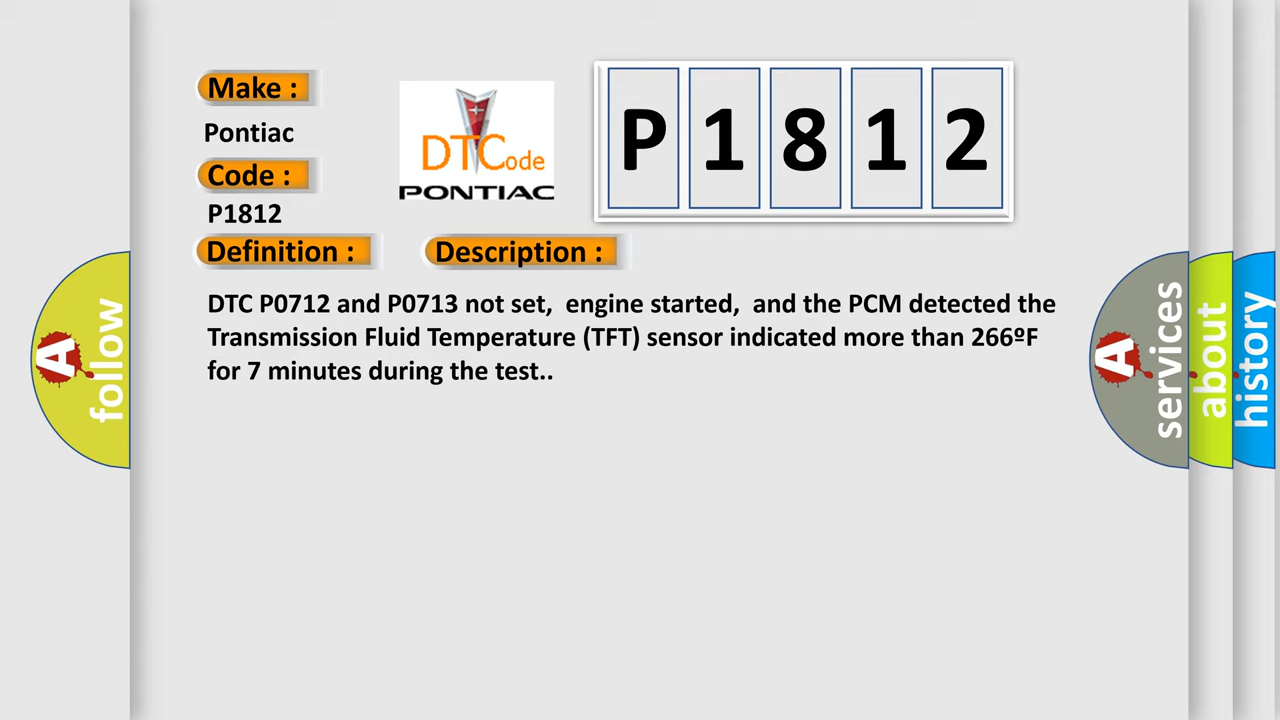 Make :
Pontiac
Code :
P1812
Definition :
Description :
DTC P0712 and P0713 not set,  engine started,  and the PCM detected the
Transmission Fluid Temperature (TFT) sensor indicated more than 266ºF
for 7 minutes during the test..
DTCode
PONTIAC
P 1 8 1 2
A follow
A services
about
history